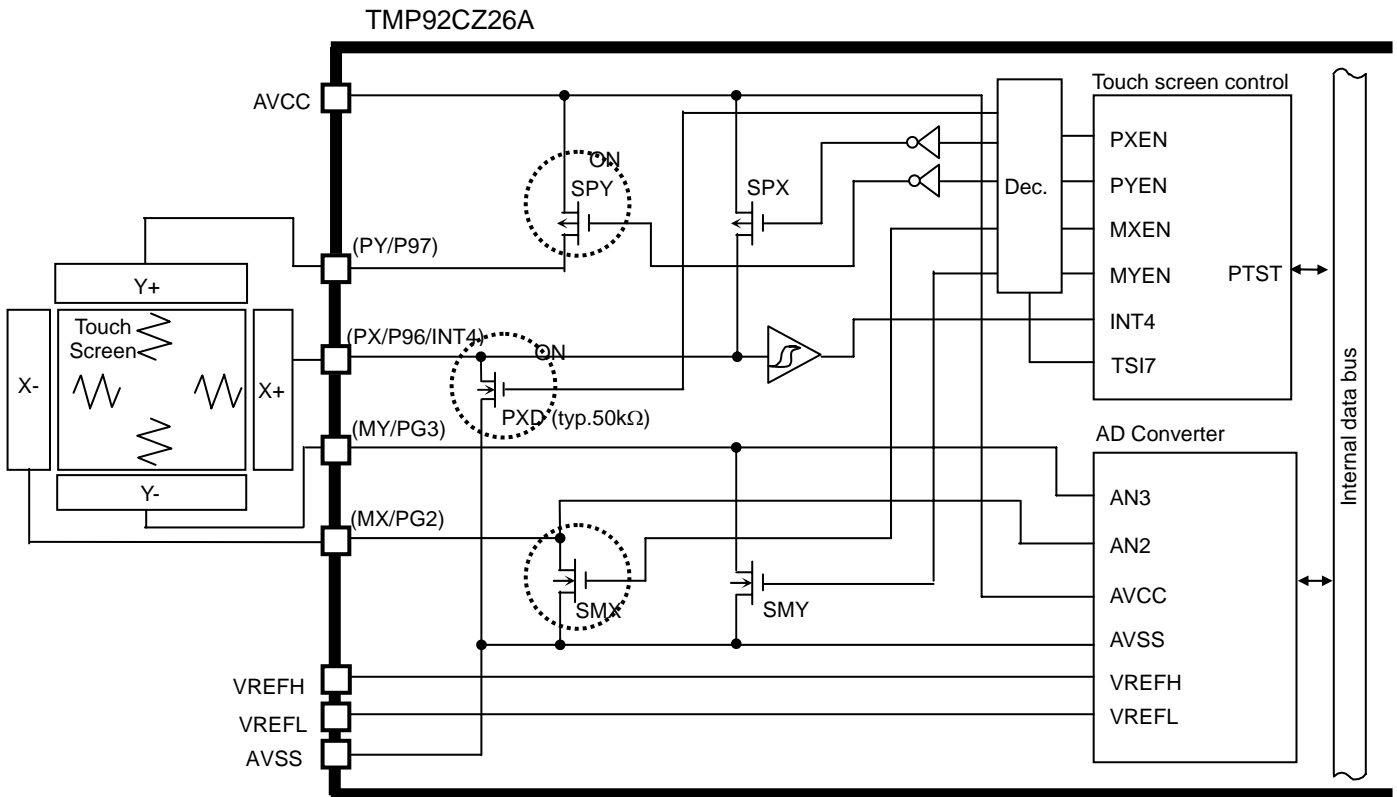 TMP92CZ26A
AVCC
(PY/P97)
(PX/P96/INT4)
(MY/PG3)
(MX/PG2)
VREFH
VREFL
AVSS
Y+
Touch
Screen
X-
X+
Y-
ON
SPY
SPX
ON
PXD (typ.50kΩ)
SMX
SMY
Dec.
Touch screen control
PXEN
PYEN
MXEN
MYEN
PTST
INT4
TSI7
AD Converter
AN3
AN2
AVCC
AVSS
VREFH
VREFL
Internal data bus